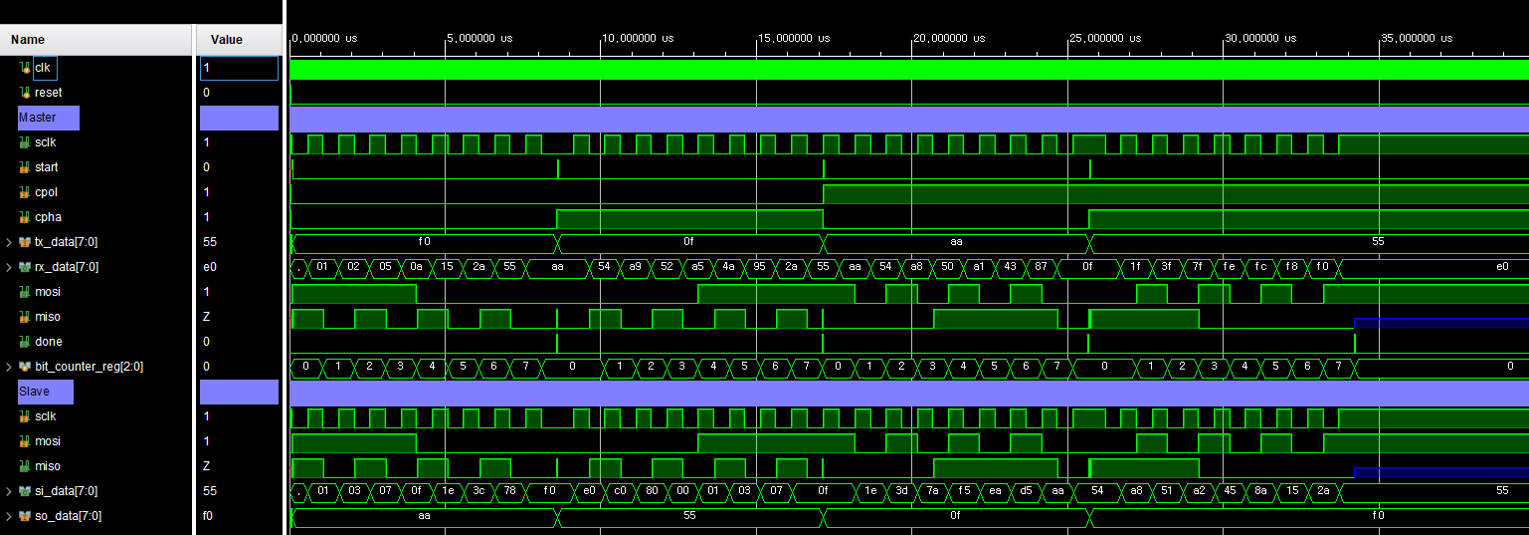 Name Value 0,000000 us 5,000000 us 10,000000 us 15,000000 us 20,000000 us 25,000000 us 30,000000 us 35,000000 us
clk 1
reset 0
Master
sclk 1
start 0
cpol 1
cpha 1
tx_data[7:0] 55 f0 0f aa 55
rx_data[7:0] e0 . 01 02 05 0a 15 2a 55 aa 54 a9 52 a5 4a 95 2a 55 aa 54 a8 50 a1 43 87 0f 1f 3f 7f fe fc f8 f0 e0
mosi 1
miso Z
done 0
bit_counter_reg[2:0] 0 0 1 2 3 4 5 6 7 0 1 2 3 4 5 6 7 0 1 2 3 4 5 6 7 0 1 2 3 4 5 6 7 0
Slave
sclk 1
mosi 1
miso Z
si_data[7:0] 55 . 01 03 07 0f 1e 3c 78 f0 e0 c0 80 00 01 03 07 0f 1e 3d 7a f5 ea d5 aa 54 a8 51 a2 45 8a 15 2a 55
so_data[7:0] f0 aa 55 0f f0